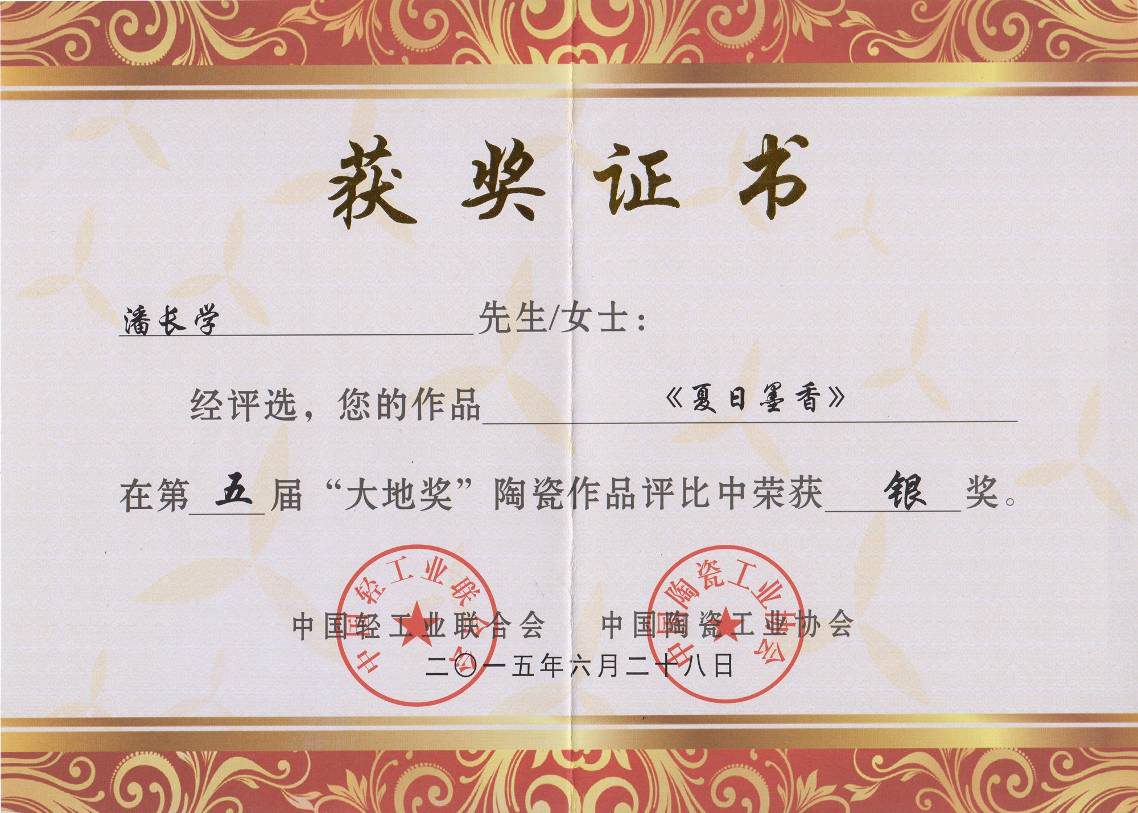 获奖证书
潘长学 先生/女士：
经评选，您的作品《夏日墨香》
在第五届“大地奖”陶瓷作品评比中荣获银奖。
中国轻工业联合会 中国陶瓷工业协会
二〇一五年六月二十八日
中国轻工业联合会
中国陶瓷工业协会